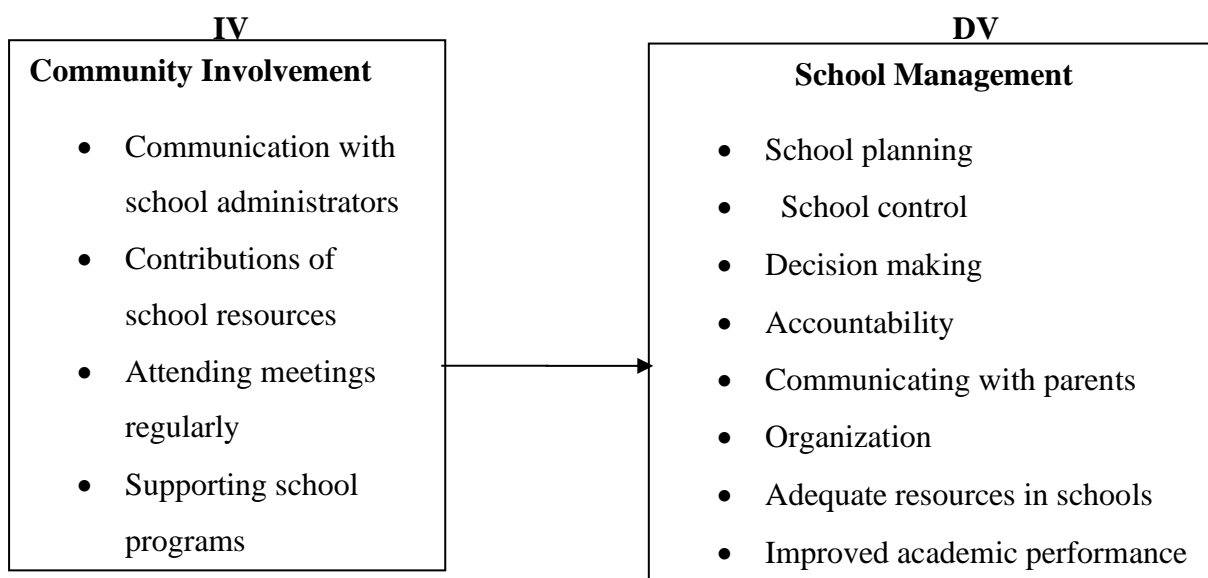 IV
Community Involvement
• Communication with
school administrators
• Contributions of
school resources
• Attending meetings
regularly
• Supporting school
programs
DV
School Management
• School planning
• School control
• Decision making
• Accountability
• Communicating with parents
• Organization
• Adequate resources in schools
• Improved academic performance